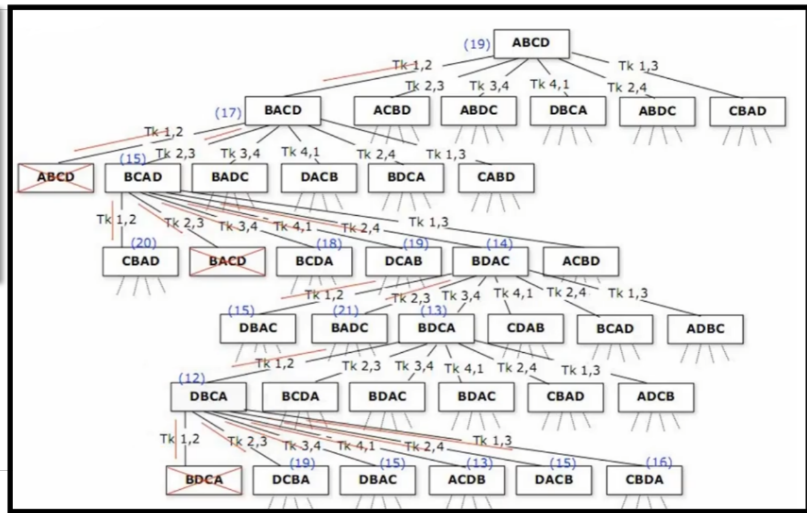 (19) ABCD
Tk 1,2 Tk 2,3 Tk 3,4 Tk 4,1 Tk 2,4 Tk 1,3
(17) BACD ACBD ABDC DBCA ABDC CBAD
Tk 1,2 Tk 2,3 Tk 3,4 Tk 4,1 Tk 2,4 Tk 1,3
(15)
ABCD BCAD BADC DACB BDCA CABD
Tk 1,2 Tk 2,3 Tk 3,4 Tk 4,1 Tk 2,4 Tk 1,3
(20) (18) (19) (14)
CBAD BACD BCDA DCAB BDAC ACBD
Tk 1,2 Tk 2,3 Tk 3,4 Tk 4,1 Tk 2,4 Tk 1,3
(15) (21) (13)
DBAC BADC BDCA CDAB BCAD ADBC
Tk 1,2 Tk 2,3 Tk 3,4 Tk 4,1 Tk 2,4 Tk 1,3
(12)
DBCA BCDA BDAC BDAC CBAD ADCB
Tk 1,2 Tk 2,3 Tk 3,4 Tk 4,1 Tk 2,4 Tk 1,3
(19) (15) (13) (15) (16)
BDCA DCBA DBAC ACDB DACB CBDA